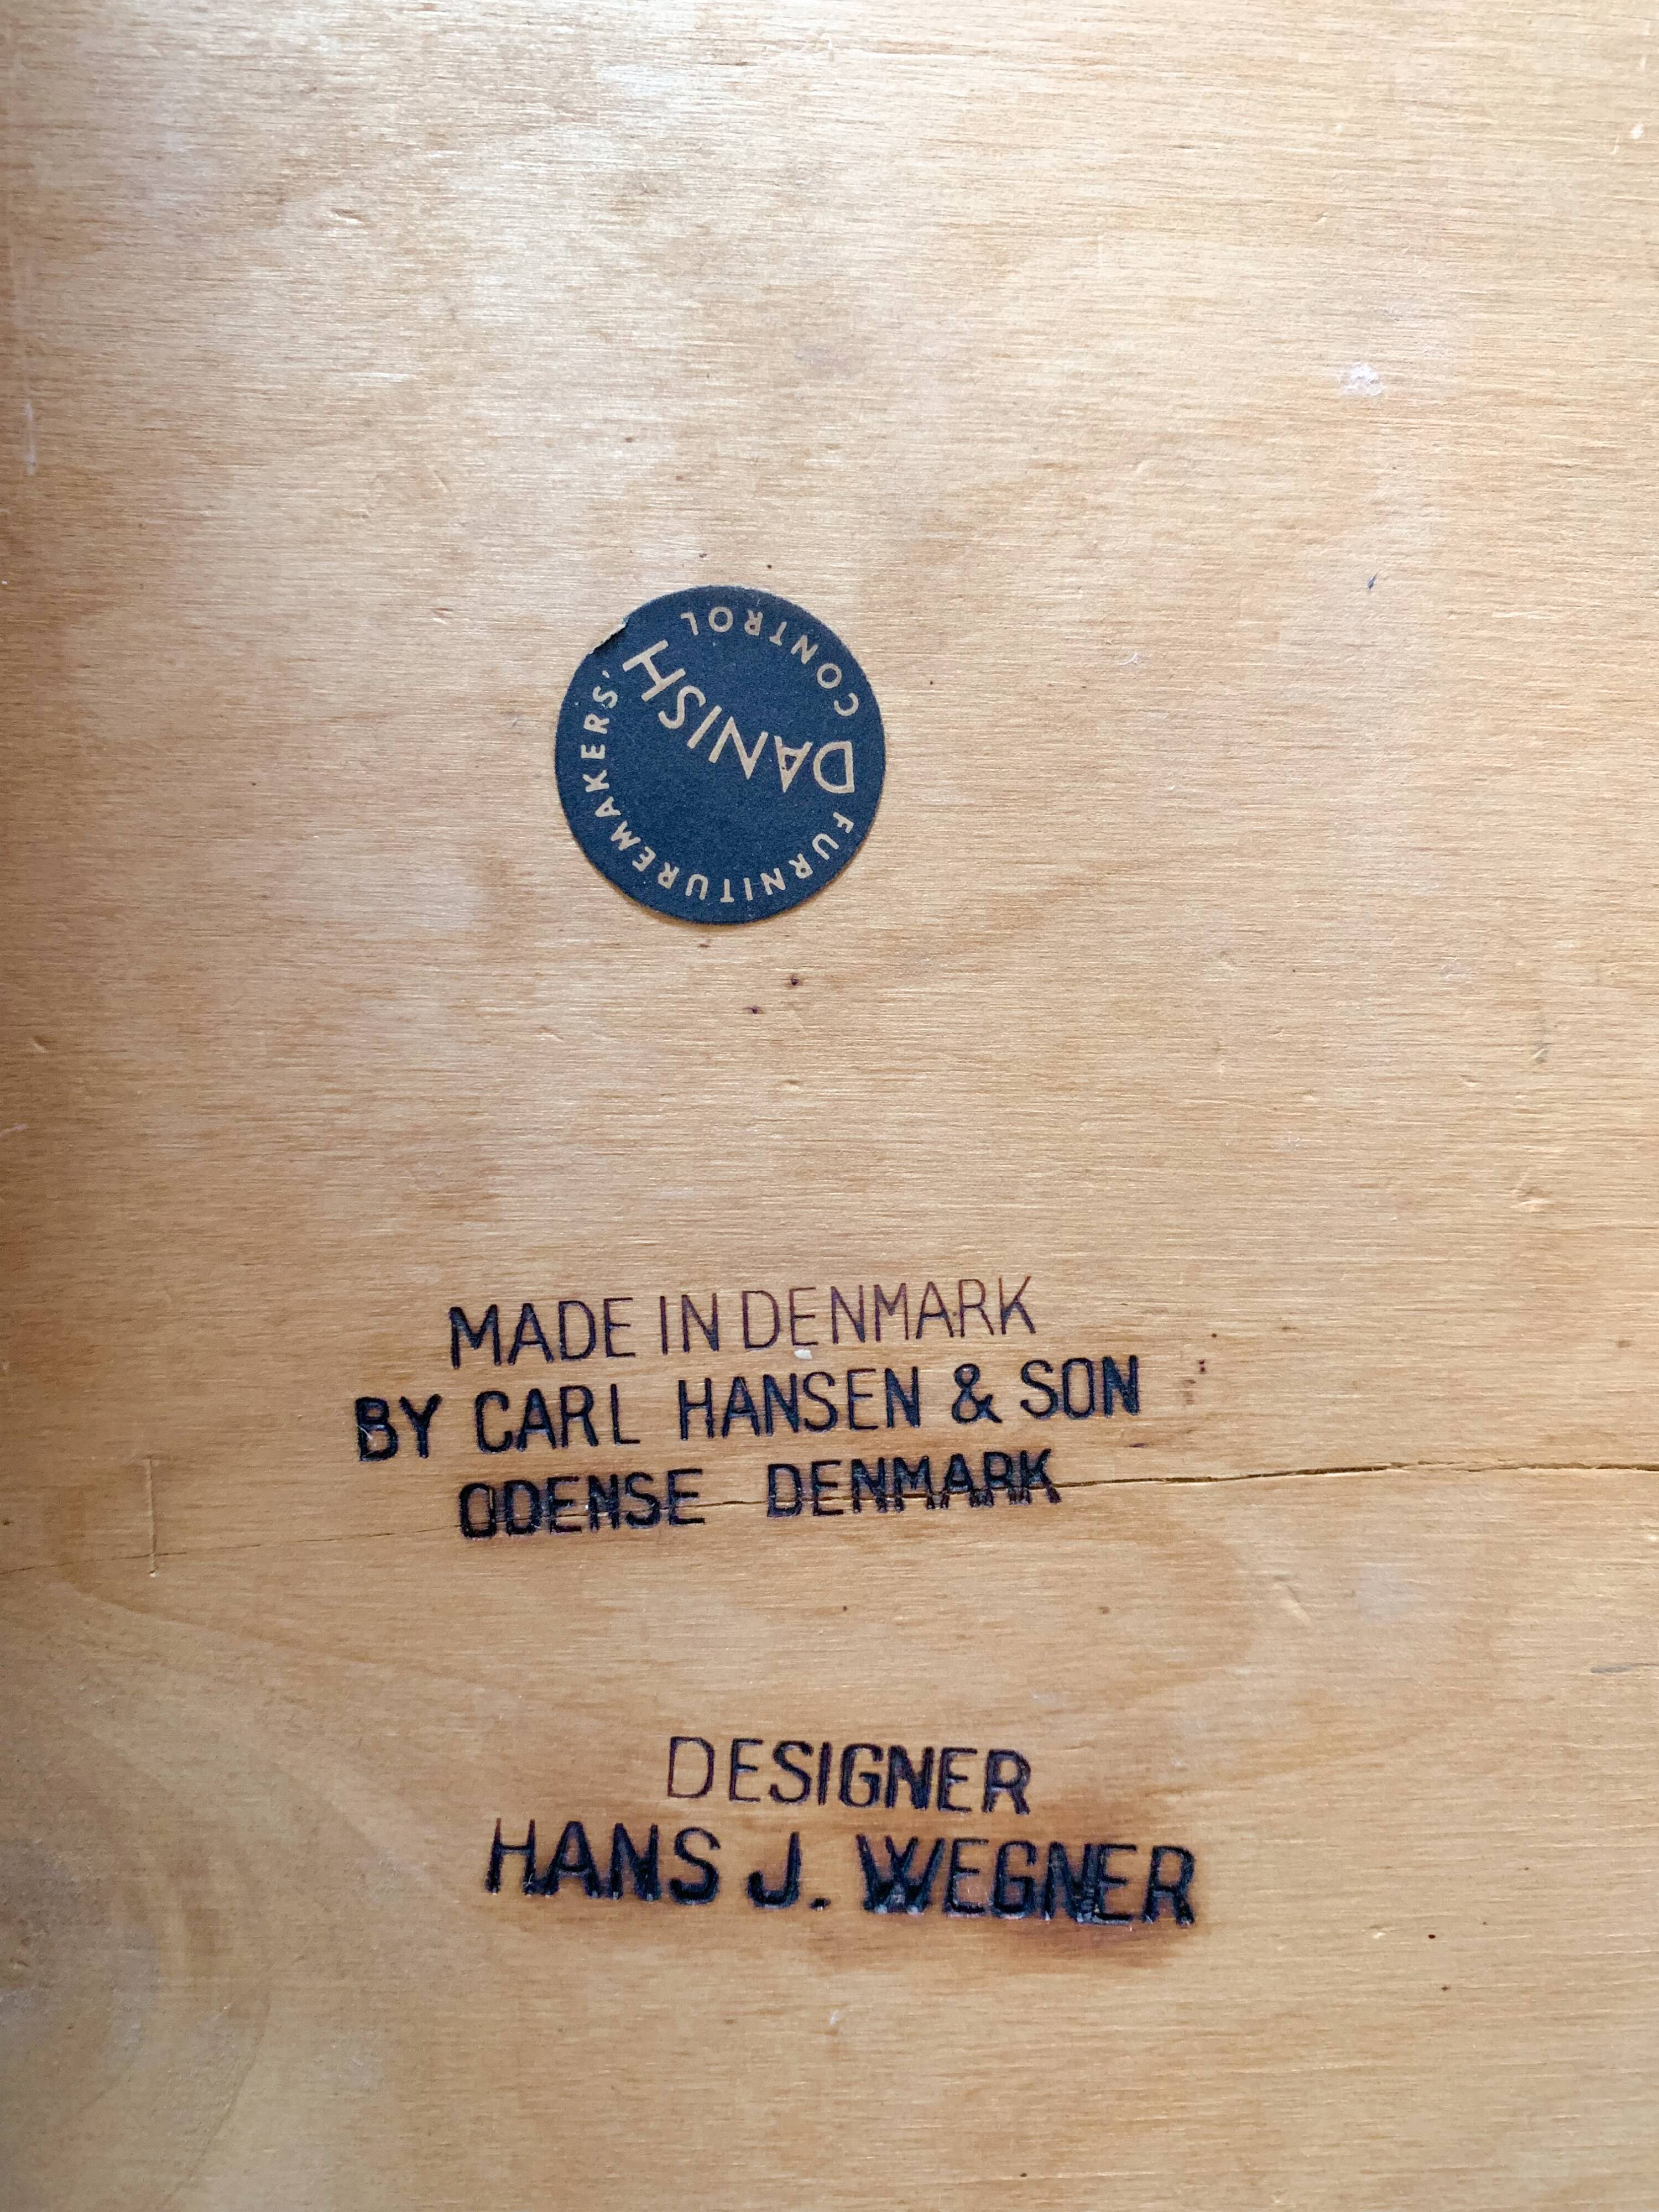 DANISH
FURNITUREMAKERS'
CONTROL
MADE IN DENMARK
BY CARL HANSEN & SON
ODENSE DENMARK
DESIGNER
HANS J. WEGNER